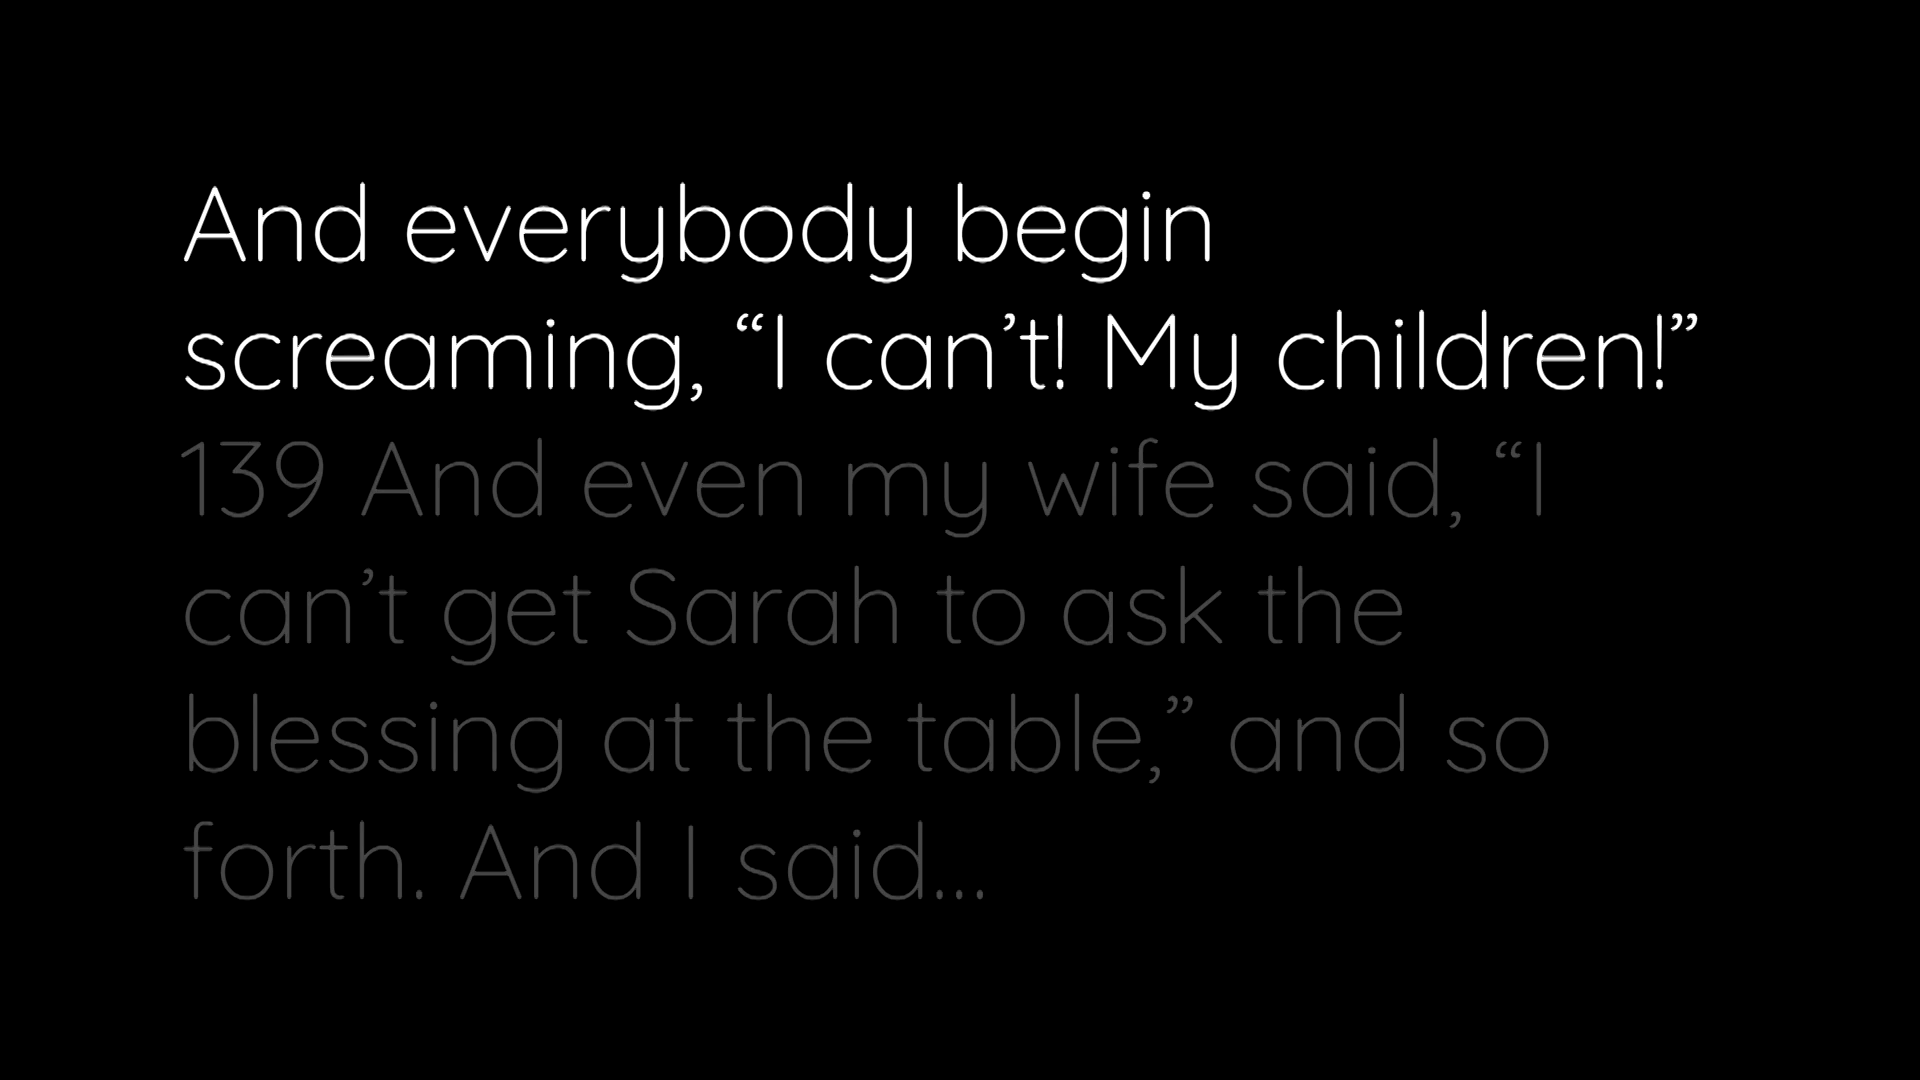 And everybody begin
screaming, “I can’t! My children!”
139 And even my wife said, “I
can’t get Sarah to ask the
blessing at the table,” and so
forth. And I said...